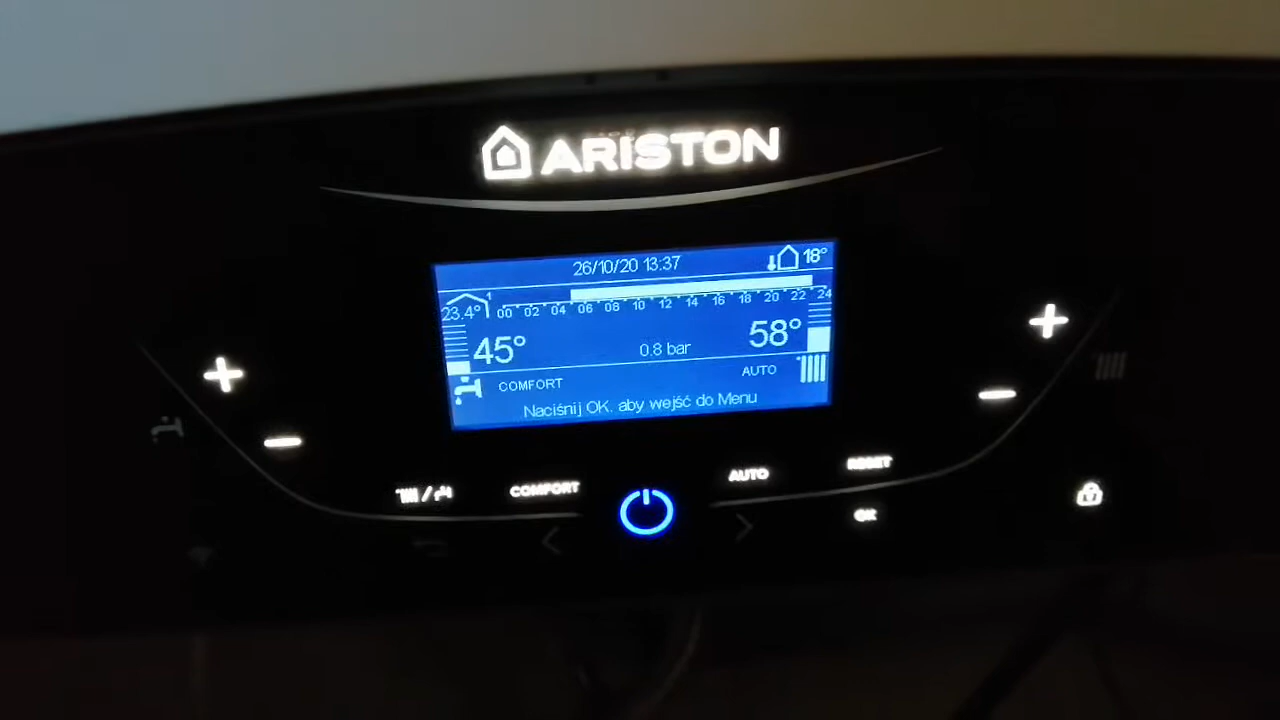 ARISTON
26/10/20 13:37
18°
1
23.4°
00 02 04 06 08 10 12 14 16 18 20 22 24
45°
58°
0.8 bar
COMFORT
AUTO
Naciśnij OK. aby wejść do Menu
COMFORT
AUTO
RESET
OK